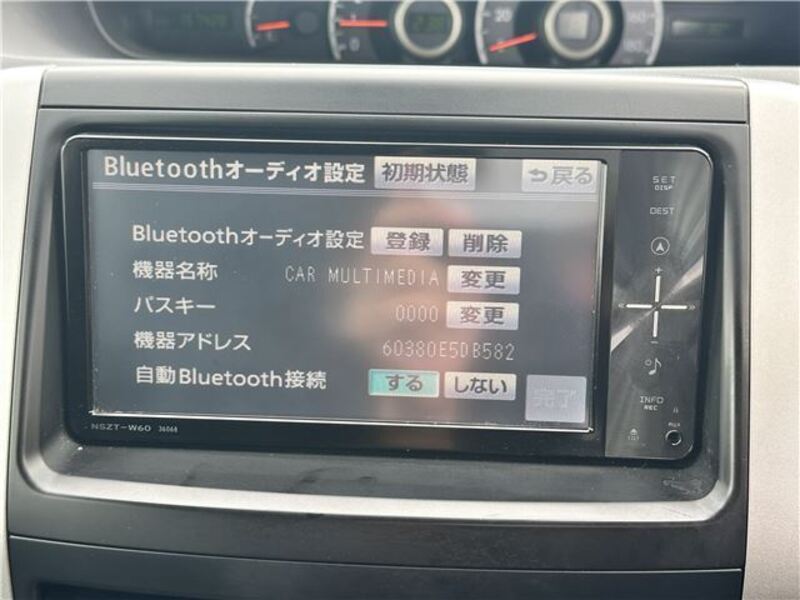 Bluetoothオーディオ設定 初期状態 戻る
Bluetoothオーディオ設定 登録 削除
機器名称 CAR MULTIMEDIA 変更
パスキー 0000 変更
機器アドレス 60380E5DB582
自動Bluetooth接続 する しない
完了
NSZT-W60 36068
SET
DISP
DEST
+
-
INFO
REC
AUX